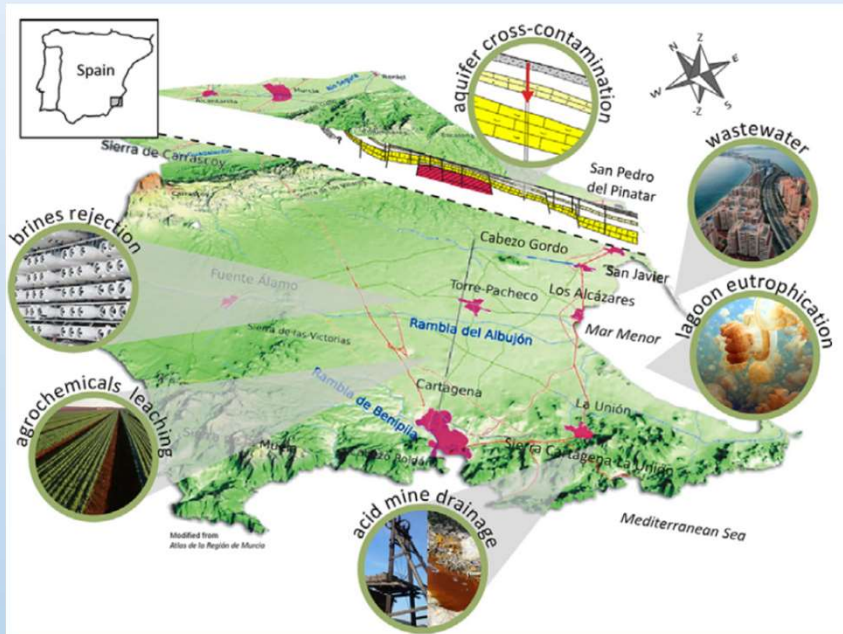 Spain
aquifer cross-contamination
N
Z
E
W
S
-Z
wastewater
Murcia
Río Segura
Alcantarilla
Sierra de Carrascoy
San Pedro
del Pinatar
brines rejection
Cabezo Gordo
San Javier
Fuente Álamo
Torre-Pacheco
Los Alcázares
lagoon eutrophication
Mar Menor
Sierra de las Victorias
Rambla del Albujón
Rambla de Benipila
Cartagena
agrochemicals leaching
La Unión
Sierra Cartagena-La Unión
acid mine drainage
Mediterranean Sea
Modified from
Atlas de la Región de Murcia